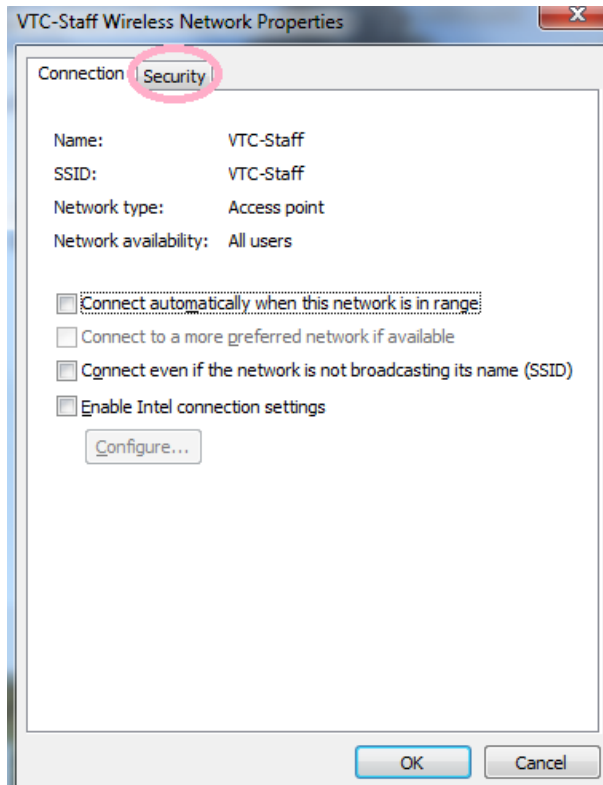 VTC-Staff Wireless Network Properties
Connection Security
Name: VTC-Staff
SSID: VTC-Staff
Network type: Access point
Network availability: All users
Connect automatically when this network is in range
Connect to a more preferred network if available
Connect even if the network is not broadcasting its name (SSID)
Enable Intel connection settings
Configure...
OK Cancel